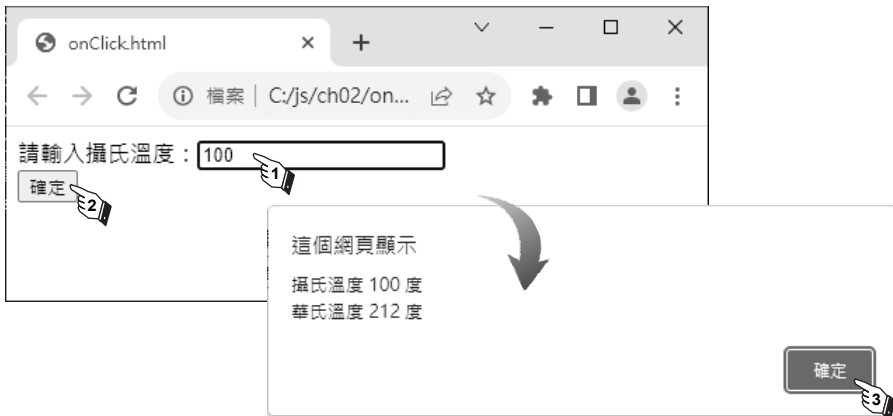 onClick.html
檔案 C:/js/ch02/on...
請輸入攝氏溫度：100
1
確定
2
這個網頁顯示
攝氏溫度 100 度
華氏溫度 212 度
確定
3